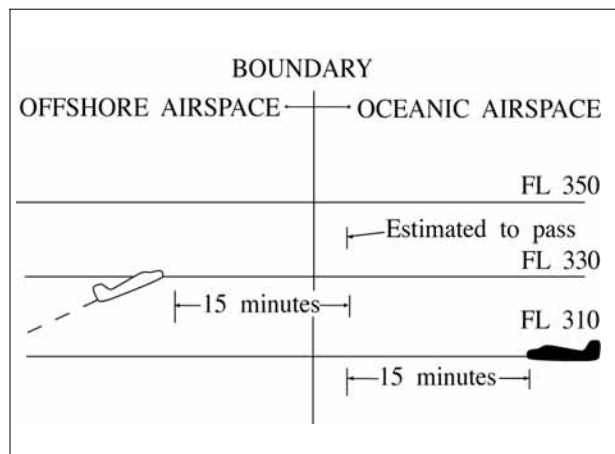 BOUNDARY
OFFSHORE AIRSPACE
OCEANIC AIRSPACE
FL 350
Estimated to pass
FL 330
15 minutes
FL 310
15 minutes